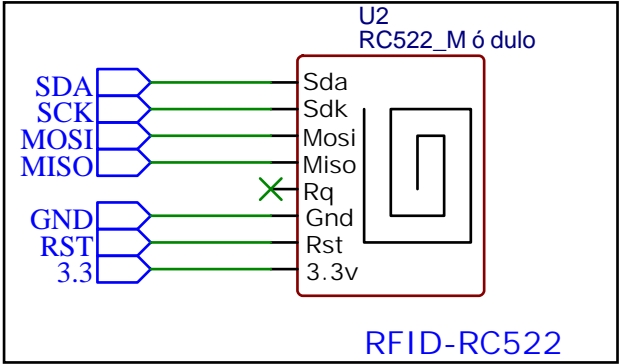 U2
RC522_M ó dulo
SDA Sda
SCK Sdk
MOSI Mosi
MISO Miso
Rq
GND Gnd
RST Rst
3.3 3.3v
RFID-RC522